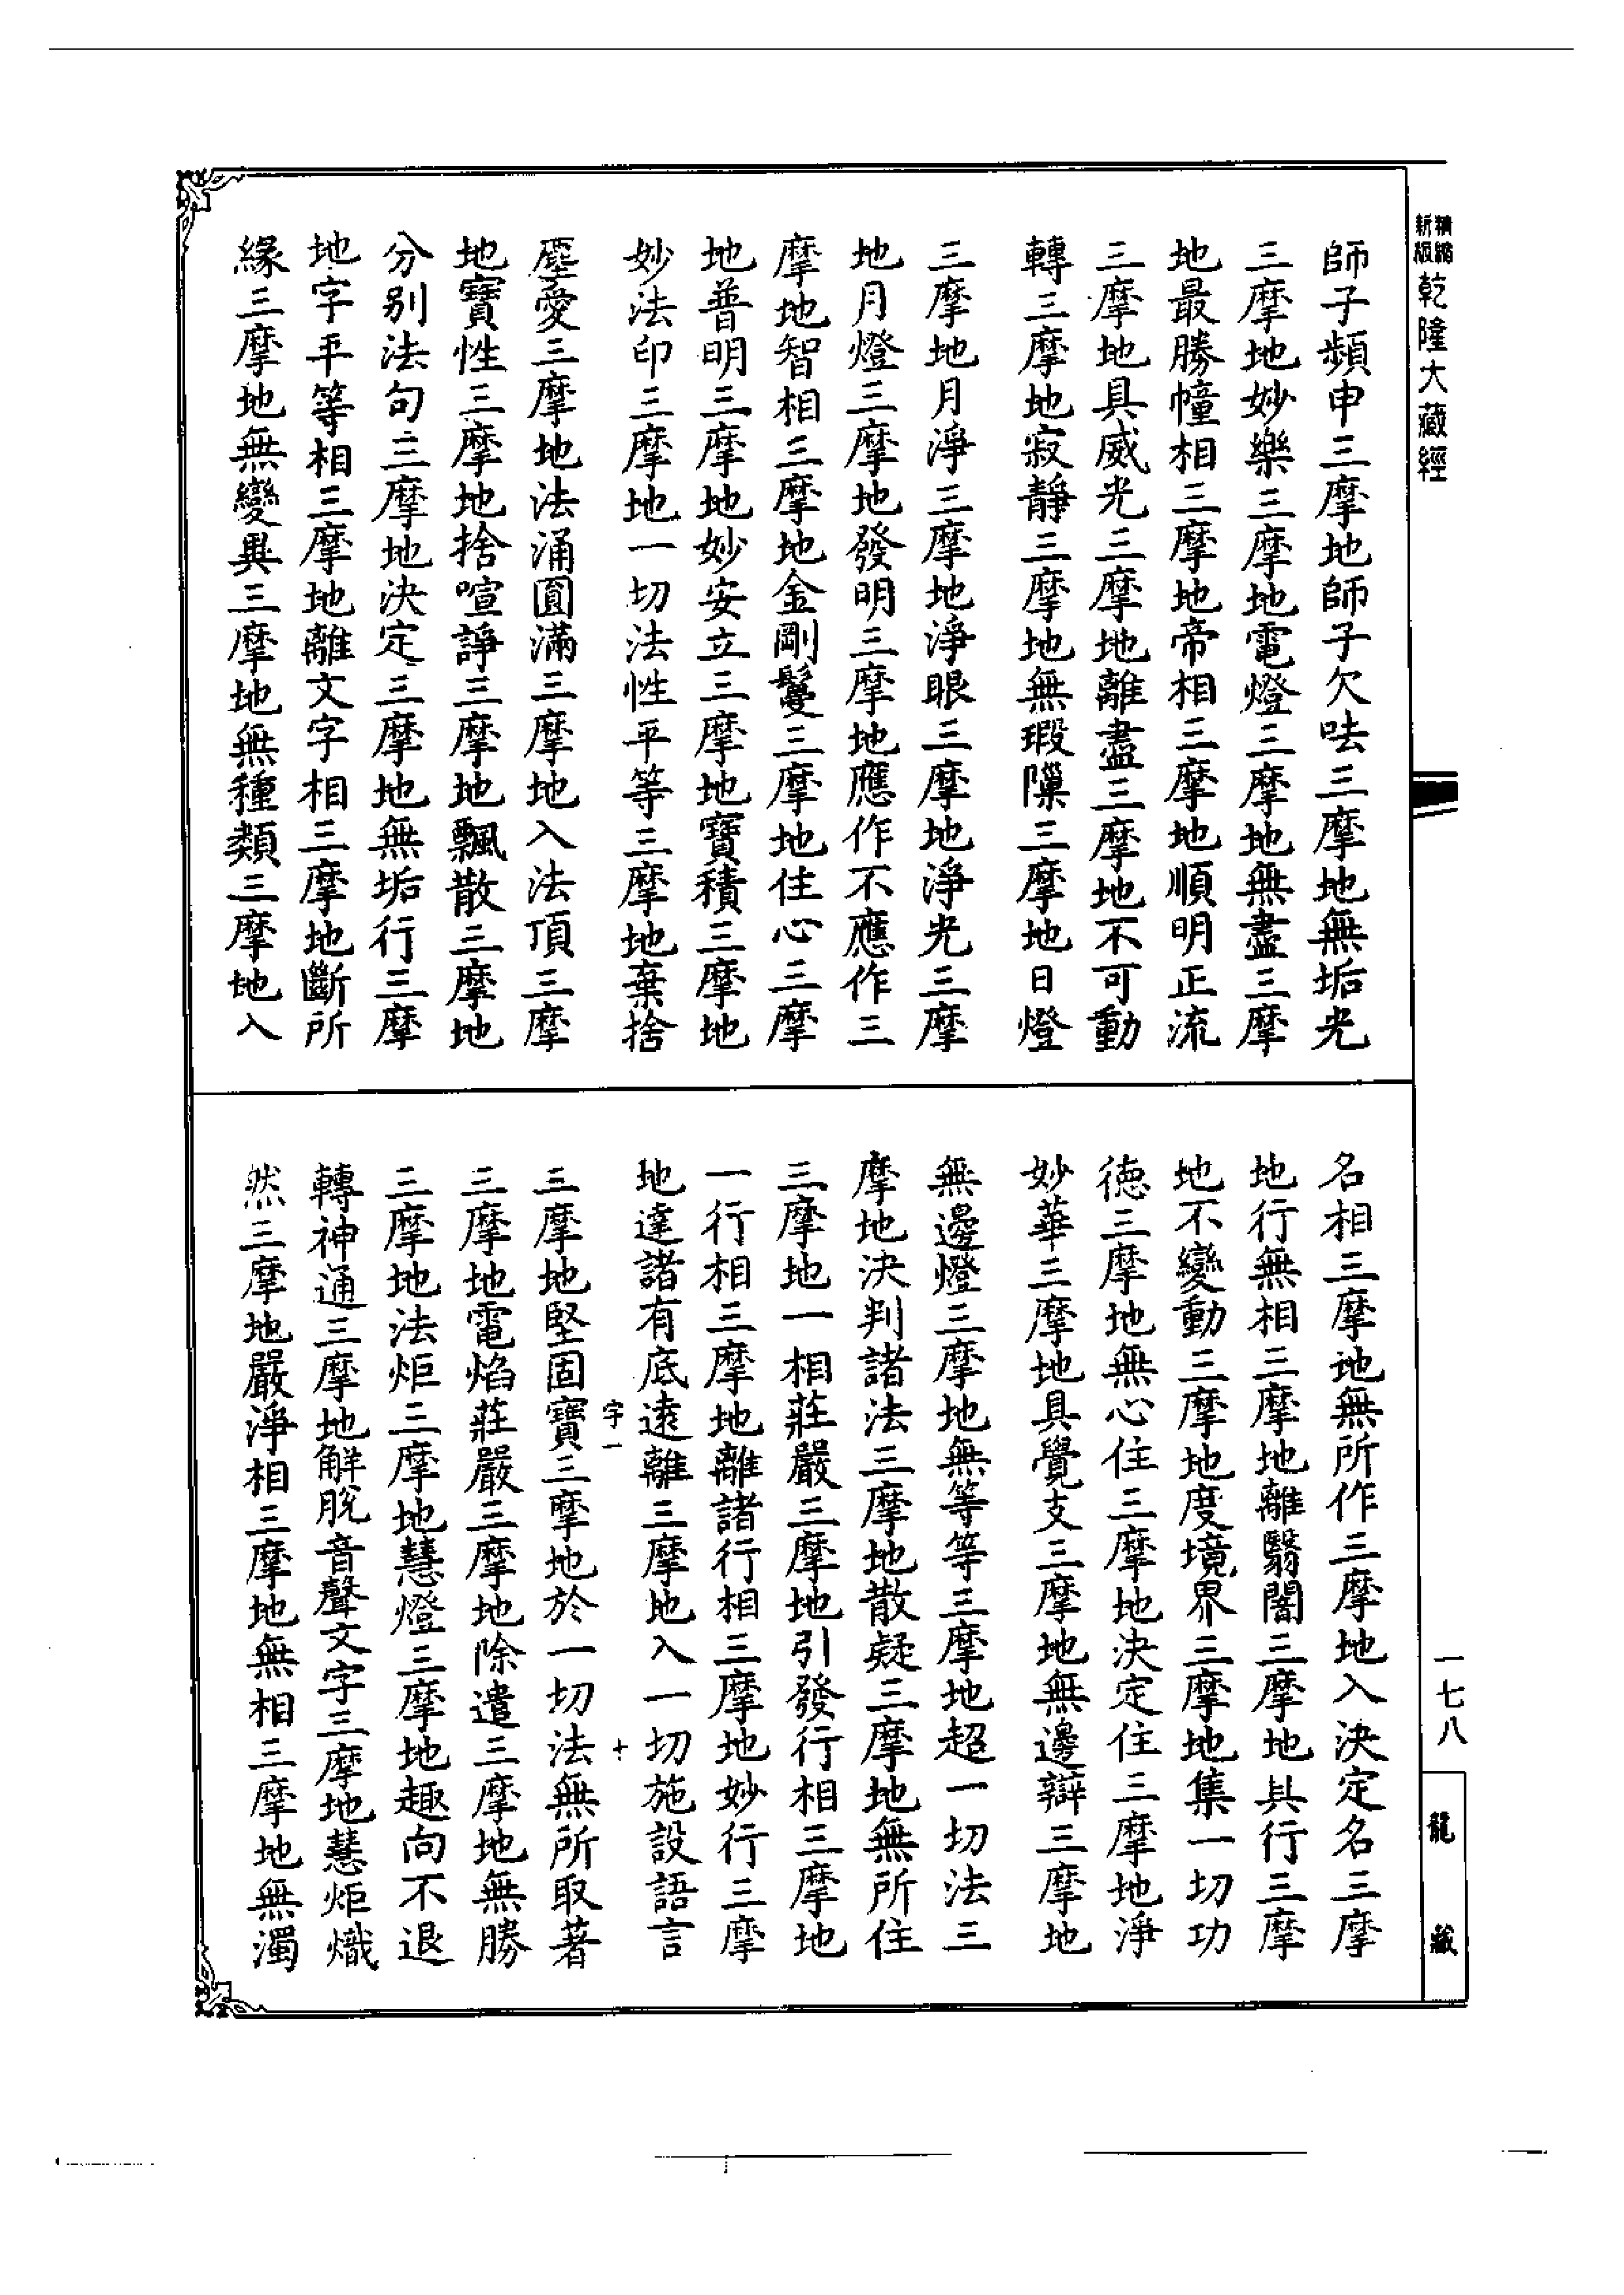 精縮
新版
乾隆大藏經
師子頻申三摩地師子欠呿三摩地無垢光
三摩地妙樂三摩地電燈三摩地無盡三摩
地最勝幢相三摩地帝相三摩地順明正流
三摩地具威光三摩地離盡三摩地不可動
轉三摩地寂靜三摩地無瑕隟三摩地日燈
三摩地月淨三摩地淨眼三摩地淨光三摩
地月燈三摩地發明三摩地應作不應作三
摩地智相三摩地金剛鬘三摩地住心三摩
地普明三摩地妙安立三摩地寶積三摩地
妙法印三摩地一切法性平等三摩地棄捨
塵愛三摩地法涌圓滿三摩地入法頂三摩
地寶性三摩地捨喧諍三摩地飄散三摩地
分別法句三摩地決定三摩地無垢行三摩
地字平等相三摩地離文字相三摩地斷所
緣三摩地無變異三摩地無種類三摩地入
名相三摩地無所作三摩地入決定名三摩
地行無相三摩地離翳闇三摩地具行三摩
地不變動三摩地度境界三摩地集一切功
德三摩地無心住三摩地決定住三摩地淨
妙華三摩地具覺支三摩地無邊辯三摩地
無邊燈三摩地無等等三摩地超一切法三
摩地決判諸法三摩地散疑三摩地無所住
三摩地一相莊嚴三摩地引發行相三摩地
一行相三摩地離諸行相三摩地妙行三摩
地達諸有底遠離三摩地入一切施設語言
字一
十
三摩地堅固寶三摩地於一切法無所取著
三摩地電焰莊嚴三摩地除遣三摩地無勝
三摩地法炬三摩地慧燈三摩地趣向不退
轉神通三摩地解脫音聲文字三摩地慧炬熾
然三摩地嚴淨相三摩地無相三摩地無濁
一七八
龍藏